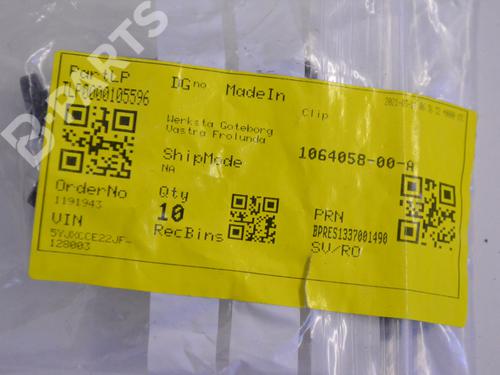 B-PARTS
PartLP
DGno
MadeIn
TLP0000105596
Clip
Werksta Goteborg
Vastra Frolunda
ShipMode
NA
1064058-00-A
OrderNo
1191943
Qty
10
RecBins
VIN
5YJXCCE22JF-
128003
PRN
BPRES1337001490
SV/RO